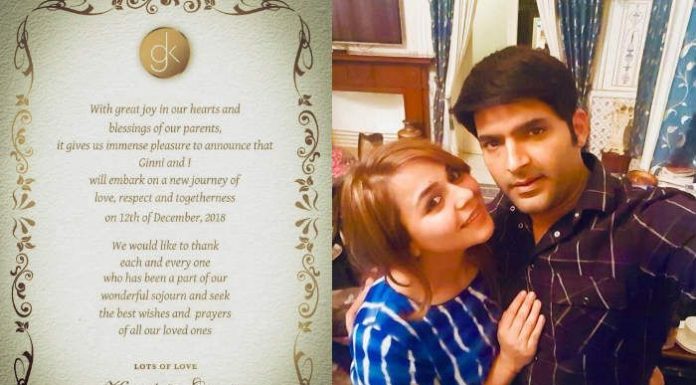 gk
With great joy in our hearts and
blessings of our parents,
it gives us immense pleasure to announce that
Ginni and I
will embark on a new journey of
love, respect and togetherness
on 12th of December, 2018
We would like to thank
each and every one
who has been a part of our
wonderful sojourn and seek
the best wishes and prayers
of all our loved ones
LOTS OF LOVE